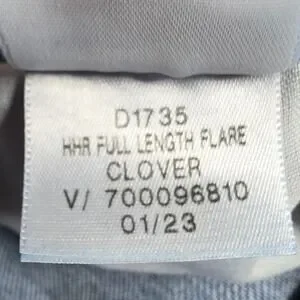 D1735
HHR FULL LENGTH FLARE
CLOVER
V/ 700096810
01/23